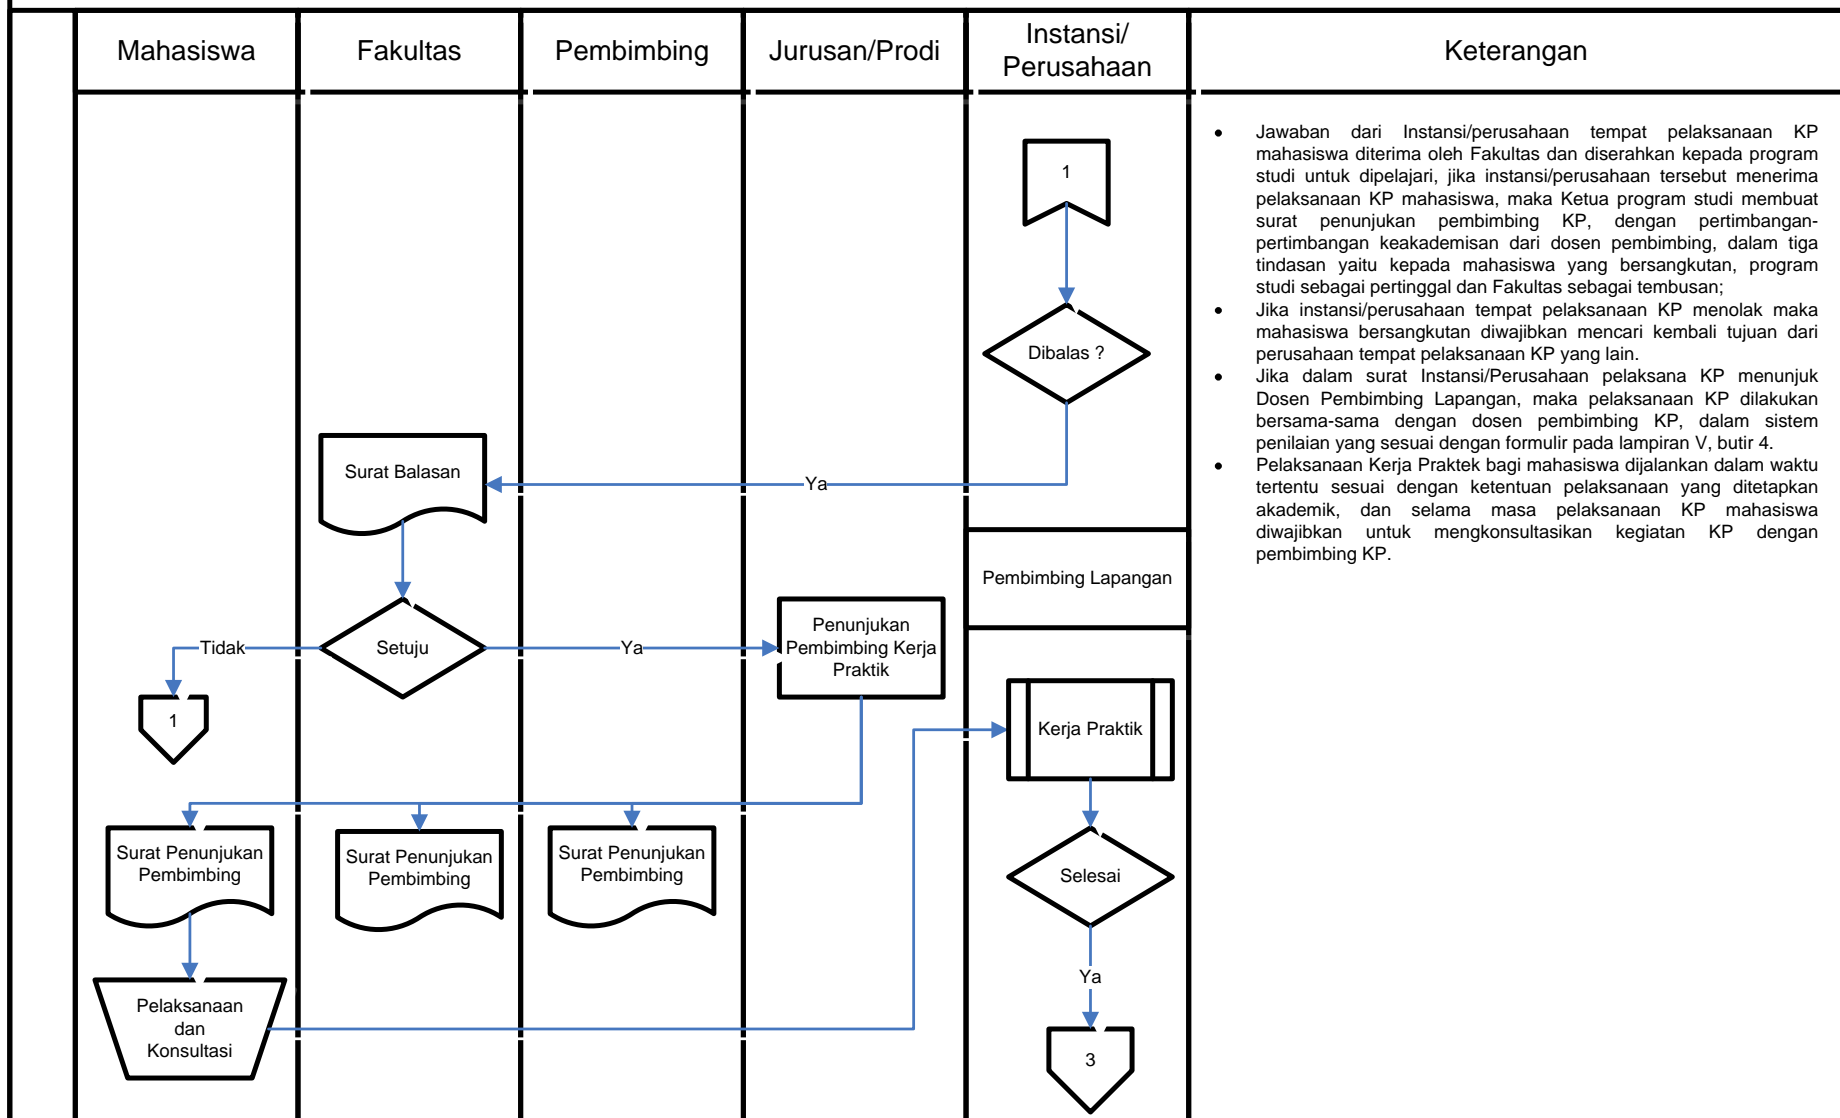 Mahasiswa
Fakultas
Pembimbing
Jurusan/Prodi
Instansi/
Perusahaan
Keterangan
1
Dibalas ?
Ya
Surat Balasan
Setuju
Tidak
Ya
1
Penunjukan
Pembimbing Kerja
Praktik
Pembimbing Lapangan
Kerja Praktik
Surat Penunjukan
Pembimbing
Surat Penunjukan
Pembimbing
Surat Penunjukan
Pembimbing
Selesai
Ya
Pelaksanaan
dan
Konsultasi
3
• Jawaban dari Instansi/perusahaan tempat pelaksanaan KP
mahasiswa diterima oleh Fakultas dan diserahkan kepada program
studi untuk dipelajari, jika instansi/perusahaan tersebut menerima
pelaksanaan KP mahasiswa, maka Ketua program studi membuat
surat penunjukan pembimbing KP, dengan pertimbangan-
pertimbangan keakademisan dari dosen pembimbing, dalam tiga
tindasan yaitu kepada mahasiswa yang bersangkutan, program
studi sebagai pertinggal dan Fakultas sebagai tembusan;
• Jika instansi/perusahaan tempat pelaksanaan KP menolak maka
mahasiswa bersangkutan diwajibkan mencari kembali tujuan dari
perusahaan tempat pelaksanaan KP yang lain.
• Jika dalam surat Instansi/Perusahaan pelaksana KP menunjuk
Dosen Pembimbing Lapangan, maka pelaksanaan KP dilakukan
bersama-sama dengan dosen pembimbing KP, dalam sistem
penilaian yang sesuai dengan formulir pada lampiran V, butir 4.
• Pelaksanaan Kerja Praktek bagi mahasiswa dijalankan dalam waktu
tertentu sesuai dengan ketentuan pelaksanaan yang ditetapkan
akademik, dan selama masa pelaksanaan KP mahasiswa
diwajibkan untuk mengkonsultasikan kegiatan KP dengan
pembimbing KP.